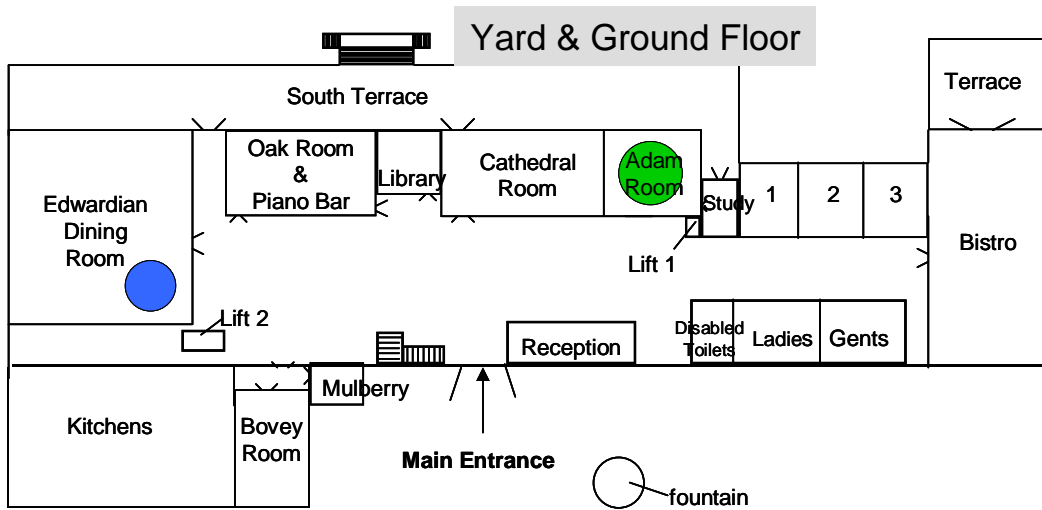 Yard & Ground Floor
South Terrace
Terrace
Edwardian
Dining
Room
Oak Room
&
Piano Bar
Library
Cathedral
Room
Adam
Room
Study
1
2
3
Bistro
Lift 1
Lift 2
Reception
Disabled
Toilets
Ladies
Gents
Kitchens
Bovey
Room
Mulberry
Main Entrance
fountain